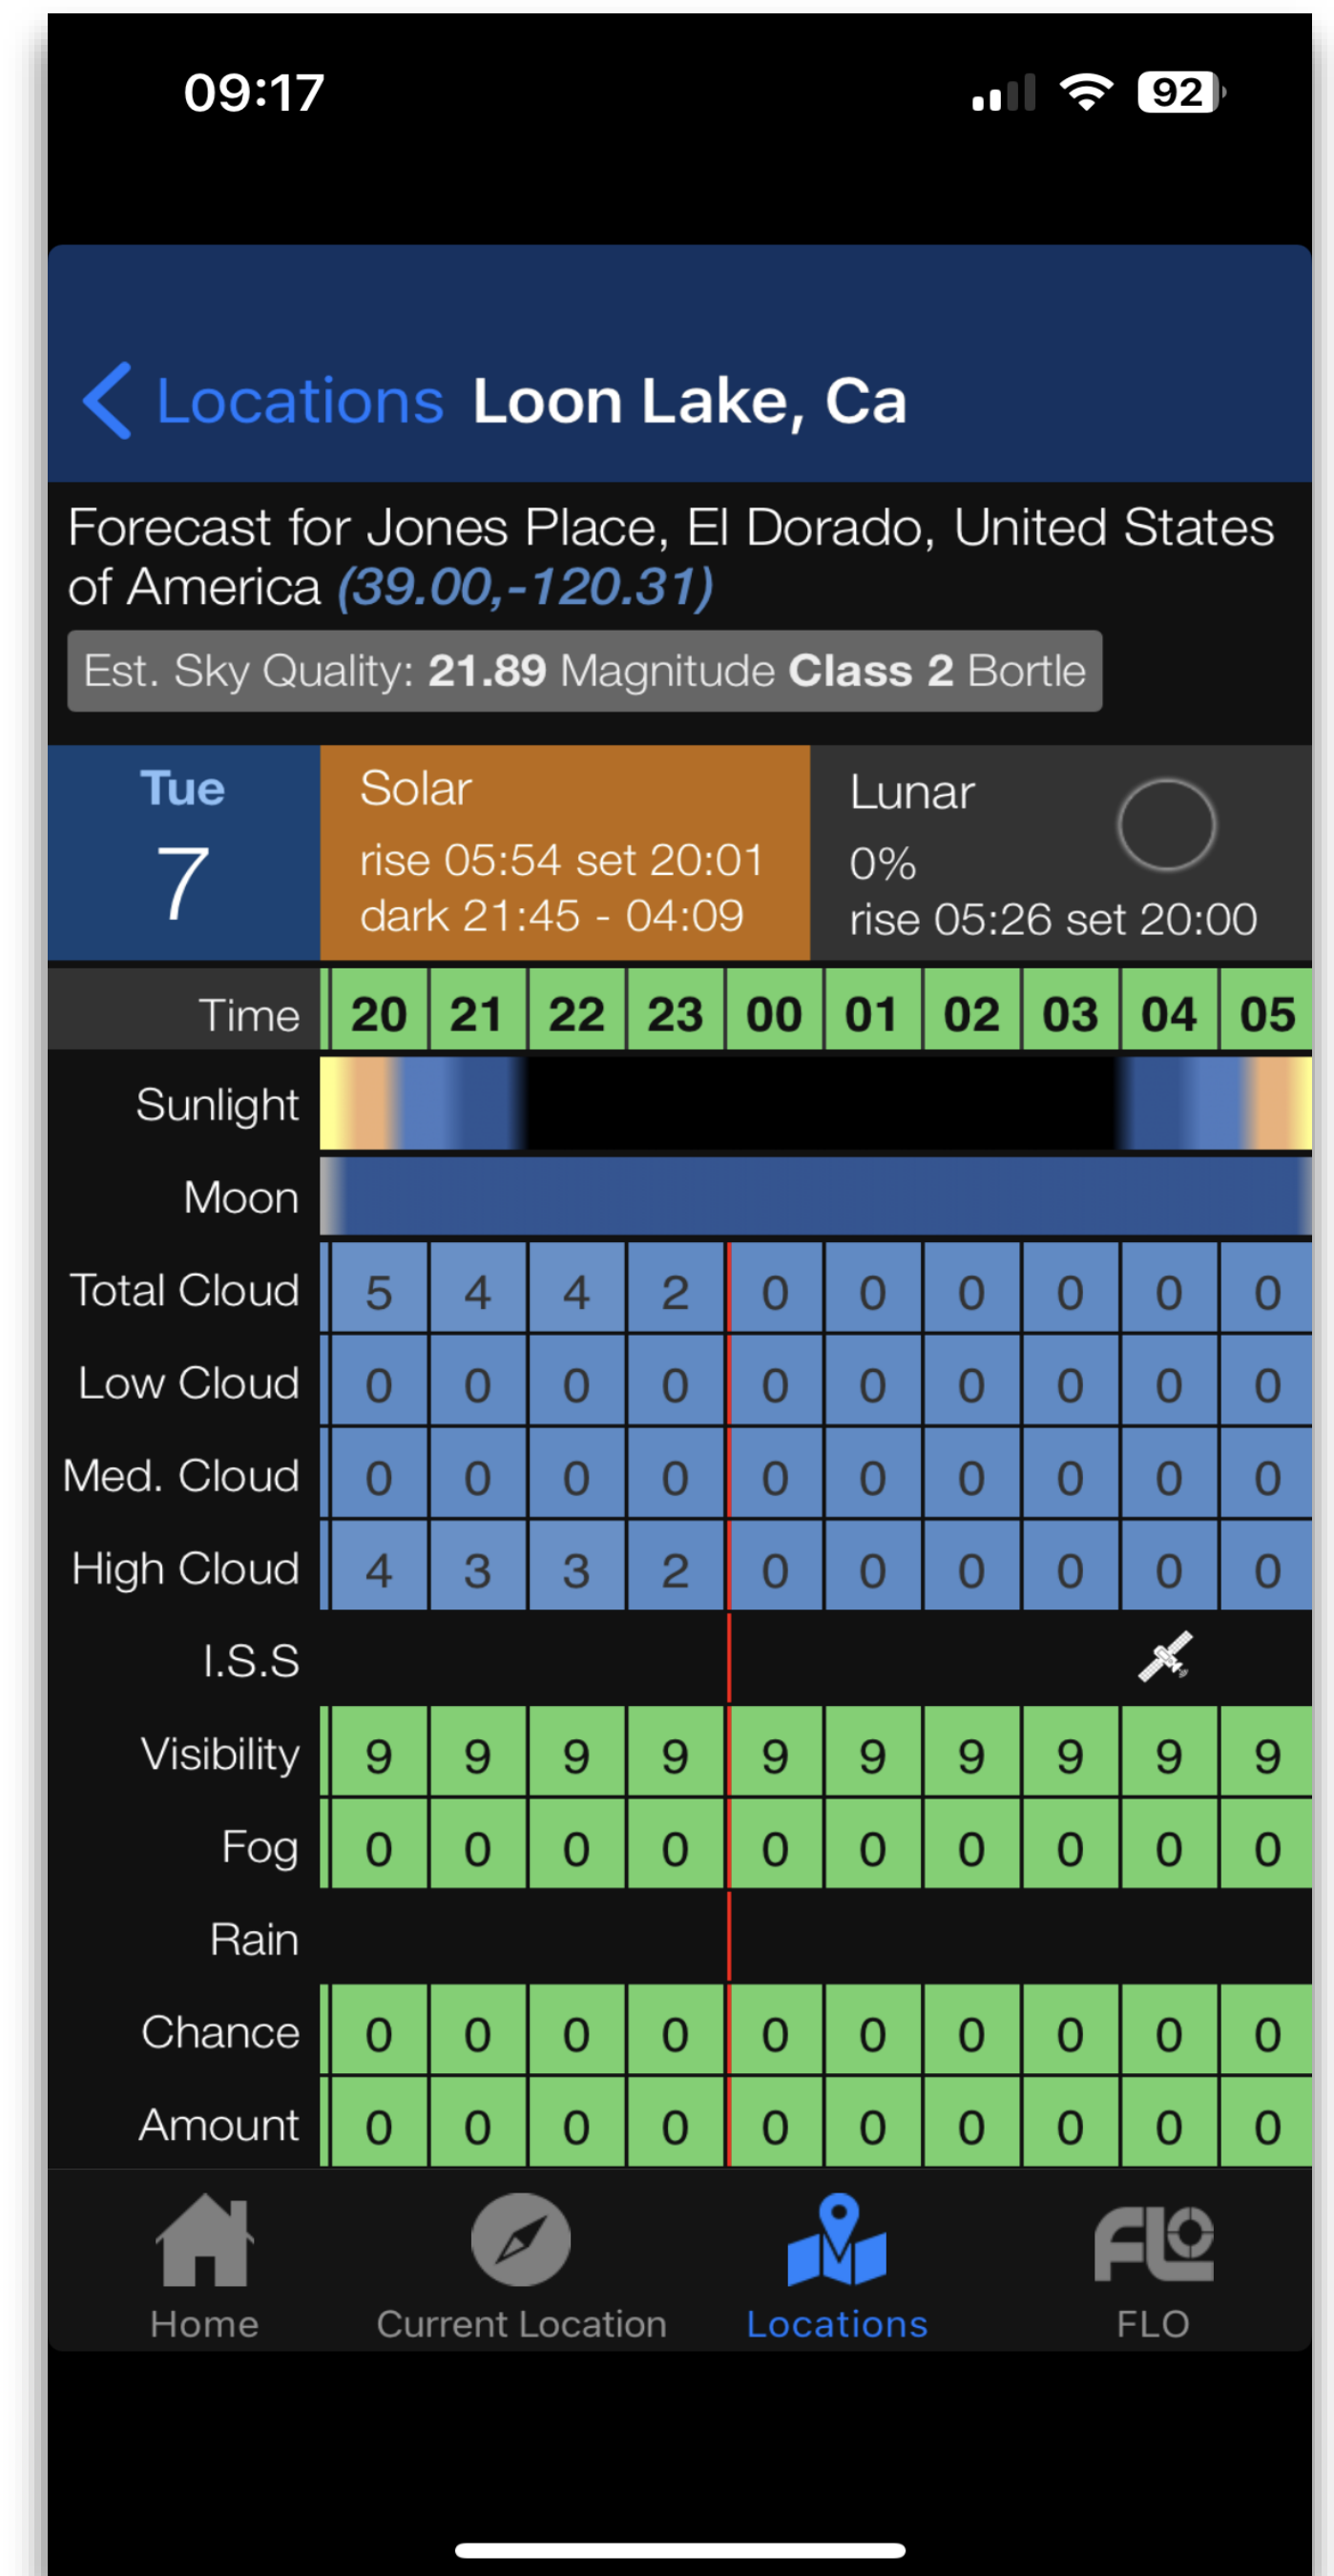 09:17
92
Locations Loon Lake, Ca
Forecast for Jones Place, El Dorado, United States
of America (39.00,-120.31)
Est. Sky Quality: 21.89 Magnitude Class 2 Bortle
Tue
7
Solar
rise 05:54 set 20:01
dark 21:45 - 04:09
Lunar
0%
rise 05:26 set 20:00
Time 20 21 22 23 00 01 02 03 04 05
Sunlight
Moon
Total Cloud 5 4 4 2 0 0 0 0 0 0
Low Cloud 0 0 0 0 0 0 0 0 0 0
Med. Cloud 0 0 0 0 0 0 0 0 0 0
High Cloud 4 3 3 2 0 0 0 0 0 0
I.S.S
Visibility 9 9 9 9 9 9 9 9 9 9
Fog 0 0 0 0 0 0 0 0 0 0
Rain
Chance 0 0 0 0 0 0 0 0 0 0
Amount 0 0 0 0 0 0 0 0 0 0
FLO
Home Current Location Locations FLO